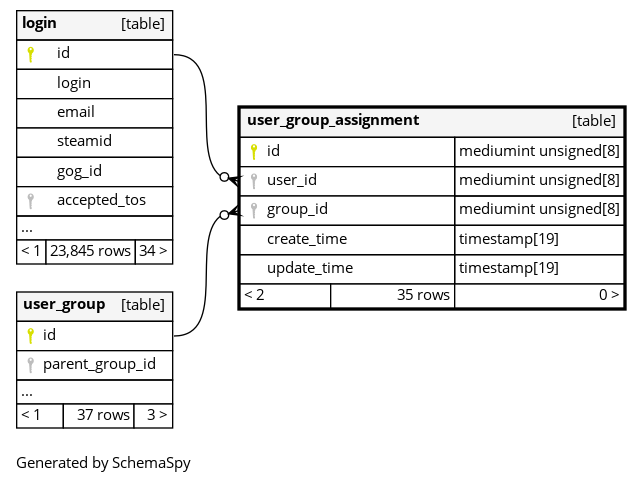 login [table]
id
login
email
steamid
gog_id
accepted_tos
...
< 1 23,845 rows 34 >
user_group_assignment [table]
id mediumint unsigned[8]
user_id mediumint unsigned[8]
group_id mediumint unsigned[8]
create_time timestamp[19]
update_time timestamp[19]
< 2 35 rows 0 >
user_group [table]
id
parent_group_id
...
< 1 37 rows 3 >
Generated by SchemaSpy